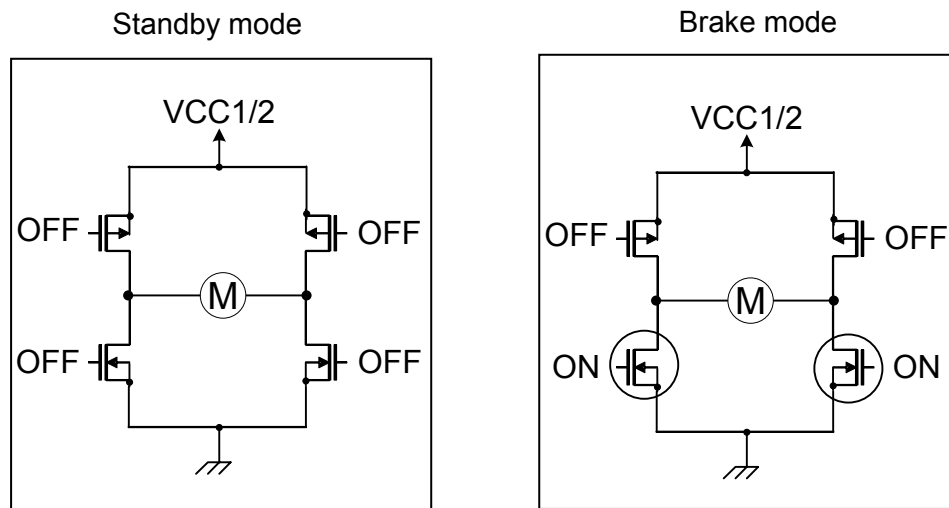 Standby mode
VCC1/2
OFF
OFF
M
OFF
OFF
Brake mode
VCC1/2
OFF
OFF
M
ON
ON